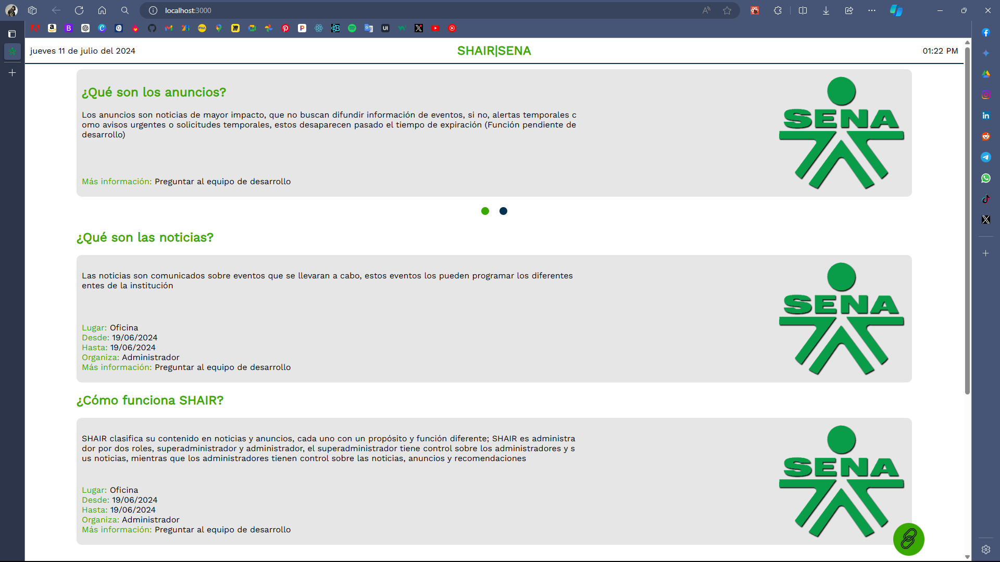 localhost:3000
jueves 11 de julio del 2024
SHAIR|SENA
01:22 PM
¿Qué son los anuncios?
Los anuncios son noticias de mayor impacto, que no buscan difundir información de eventos, si no, alertas temporales c
omo avisos urgentes o solicitudes temporales, estos desaparecen pasado el tiempo de expiración (Función pendiente de
desarrollo)
Más información: Preguntar al equipo de desarrollo
SENA
¿Qué son las noticias?
Las noticias son comunicados sobre eventos que se llevaran a cabo, estos eventos los pueden programar los diferentes
entes de la institución
Lugar: Oficina
Desde: 19/06/2024
Hasta: 19/06/2024
Organiza: Administrador
Más información: Preguntar al equipo de desarrollo
SENA
¿Cómo funciona SHAIR?
SHAIR clasifica su contenido en noticias y anuncios, cada uno con un propósito y función diferente; SHAIR es administra
dor por dos roles, superadministrador y administrador, el superadministrador tiene control sobre los administradores y s
us noticias, mientras que los administradores tienen control sobre las noticias, anuncios y recomendaciones
Lugar: Oficina
Desde: 19/06/2024
Hasta: 19/06/2024
Organiza: Administrador
Más información: Preguntar al equipo de desarrollo
SENA